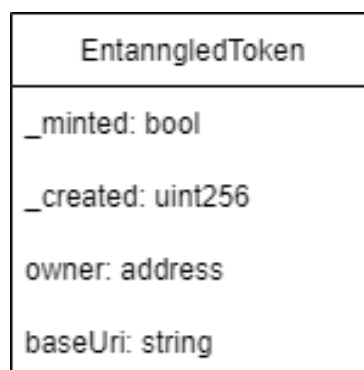 EntanngledToken
_minted: bool
_created: uint256
owner: address
baseUri: string